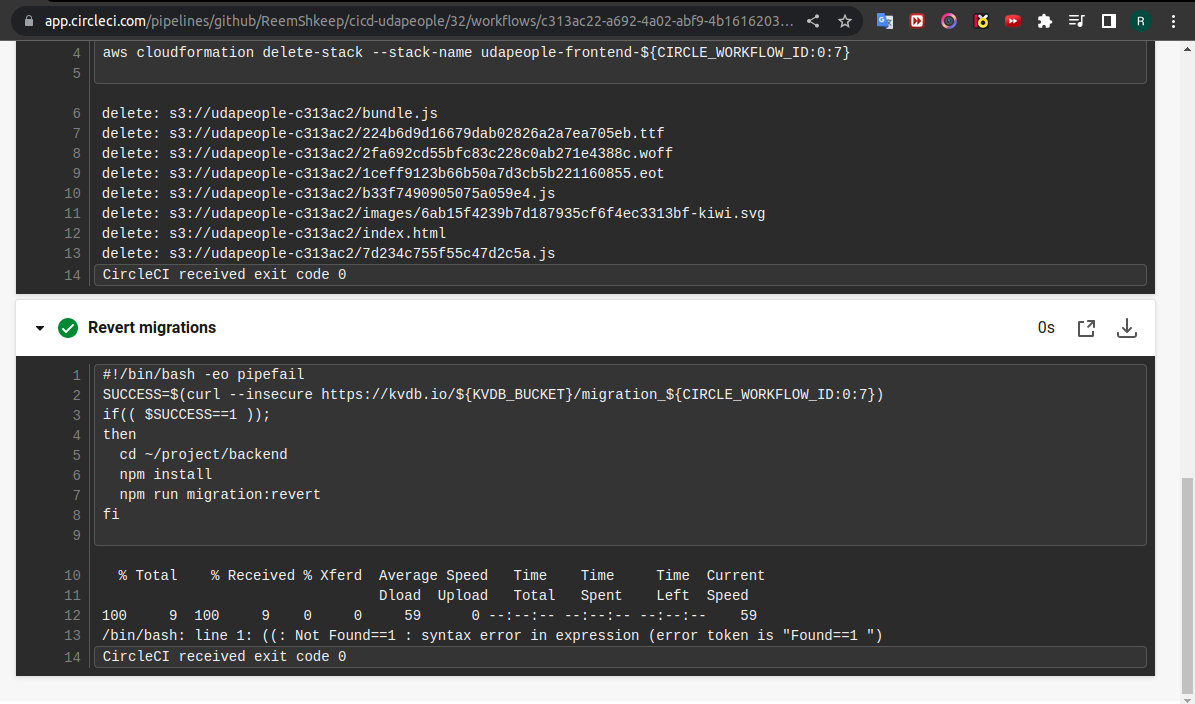 app.circleci.com/pipelines/github/ReemShkeep/cicd-udapeople/32/workflows/c313ac22-a692-4a02-abf9-4b1616203...
R
4 aws cloudformation delete-stack --stack-name udapeople-frontend-${CIRCLE_WORKFLOW_ID:0:7}
5
6 delete: s3://udapeople-c313ac2/bundle.js
7 delete: s3://udapeople-c313ac2/224b6d9d16679dab02826a2a7ea705eb.ttf
8 delete: s3://udapeople-c313ac2/2fa692cd55bfc83c228c0ab271e4388c.woff
9 delete: s3://udapeople-c313ac2/1ceff9123b66b50a7d3cb5b221160855.eot
10 delete: s3://udapeople-c313ac2/b33f7490905075a059e4.js
11 delete: s3://udapeople-c313ac2/images/6ab15f4239b7d187935cf6f4ec3313bf-kiwi.svg
12 delete: s3://udapeople-c313ac2/index.html
13 delete: s3://udapeople-c313ac2/7d234c755f55c47d2c5a.js
14 CircleCI received exit code 0
Revert migrations 0s
1 #!/bin/bash -eo pipefail
2 SUCCESS=$(curl --insecure https://kvdb.io/${KVDB_BUCKET}/migration_${CIRCLE_WORKFLOW_ID:0:7})
3 if(( $SUCCESS==1 ));
4 then
5   cd ~/project/backend
6   npm install
7   npm run migration:revert
8 fi
9
10   % Total    % Received % Xferd  Average Speed   Time    Time     Time  Current
11                                  Dload  Upload   Total   Spent    Left  Speed
12 100     9  100     9    0     0     59      0 --:--:-- --:--:-- --:--:--    59
13 /bin/bash: line 1: ((: Not Found==1 : syntax error in expression (error token is "Found==1 ")
14 CircleCI received exit code 0